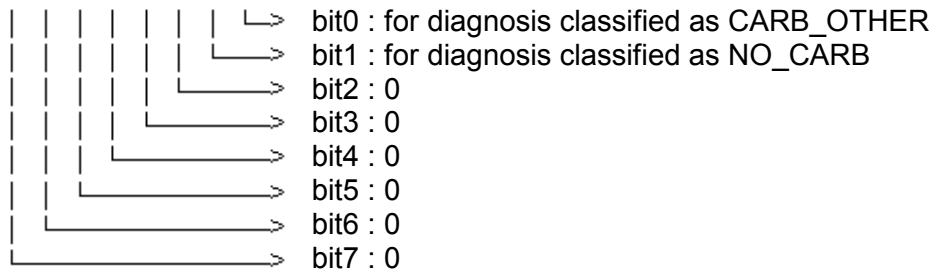 bit0 : for diagnosis classified as CARB_OTHER
bit1 : for diagnosis classified as NO_CARB
bit2 : 0
bit3 : 0
bit4 : 0
bit5 : 0
bit6 : 0
bit7 : 0